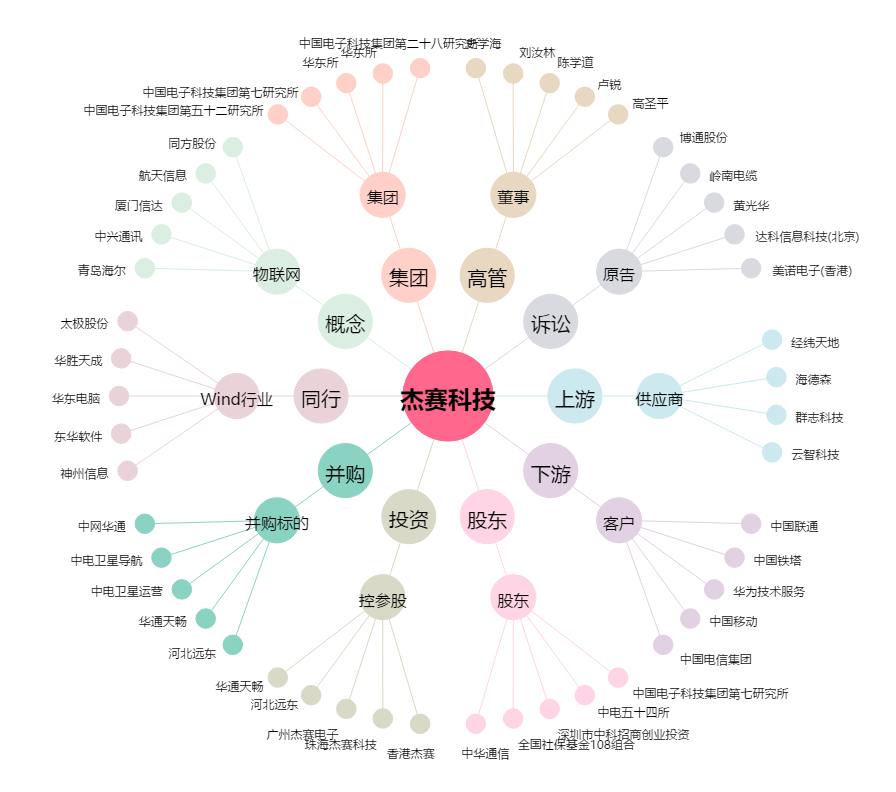 中国电子科技集团第二十八研究所
华东所
华东所
中国电子科技集团第七研究所
中国电子科技集团第五十二研究所
学海
刘汝林
陈学道
卢锐
高圣平
集团
集团
董事
高管
同方股份
航天信息
厦门信达
中兴通讯
青岛海尔
物联网
概念
博通股份
岭南电缆
黄光华
达科信息科技(北京)
美诺电子(香港)
原告
诉讼
太极股份
华胜天成
华东电脑
东华软件
神州信息
Wind行业
同行
杰赛科技
上游
供应商
经纬天地
海德森
群志科技
云智科技
并购
并购标的
中网华通
中电卫星导航
中电卫星运营
华通天畅
河北远东
下游
客户
中国联通
中国铁塔
华为技术服务
中国移动
中国电信集团
投资
控参股
华通天畅
河北远东
广州杰赛电子
珠海杰赛科技
香港杰赛
股东
股东
中国电子科技集团第七研究所
中电五十四所
深圳市中科招商创业投资
全国社保基金108组合
中华通信